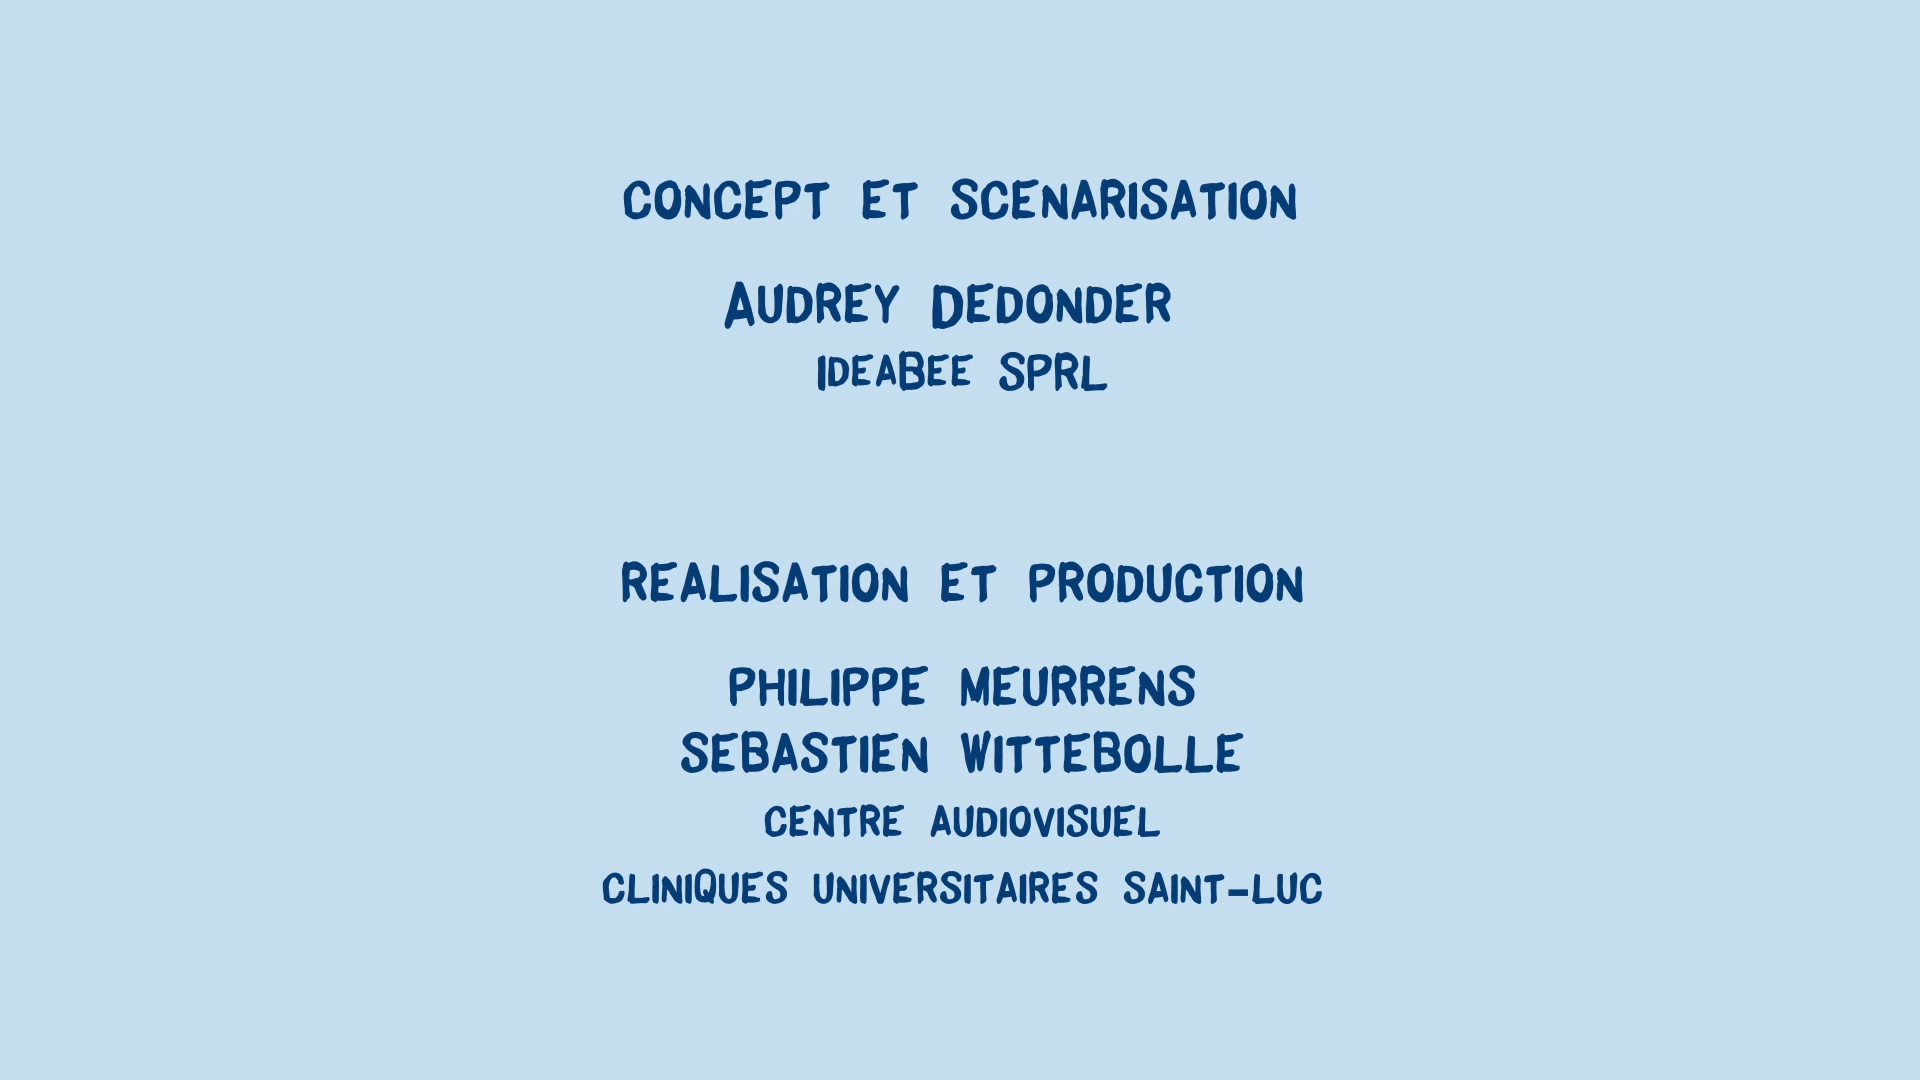 CONCEPT ET SCENARISATION
AUDREY DEDONDER
IDEABEE SPRL
REALISATION ET PRODUCTION
PHILIPPE MEURRENS
SEBASTIEN WITTEBOLLE
CENTRE AUDIOVISUEL
CLINIQUES UNIVERSITAIRES SAINT-LUC